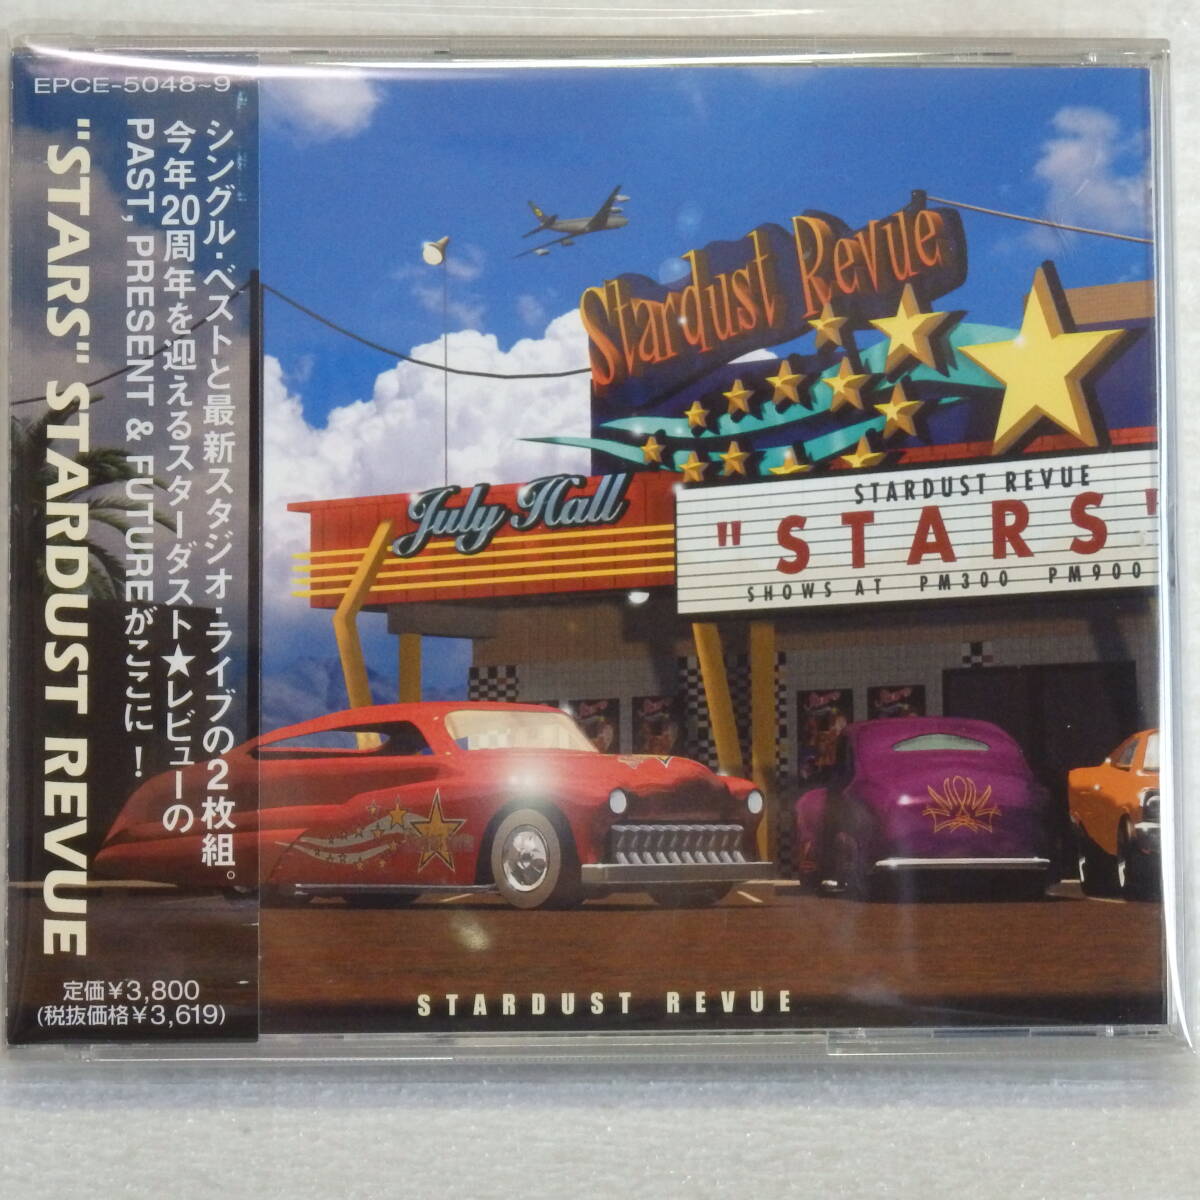 EPCE-5048~9
シングル・ベストと最新スタジオ・ライブの2枚組。
今年20周年を迎えるスターダスト★レビューの
PAST, PRESENT & FUTUREがここに！
"STARS" STARDUST REVUE
定価¥3,800
(税抜価格¥3,619)
Stardust Revue
July Hall
STARDUST REVUE
"STARS"
SHOWS AT PM300 PM900
STARDUST REVUE